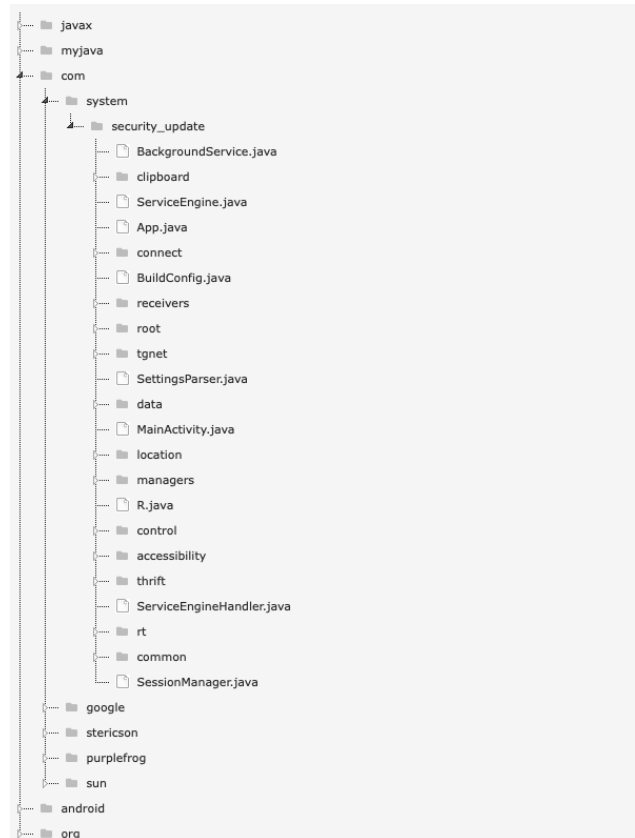 javax
myjava
com
system
security_update
BackgroundService.java
clipboard
ServiceEngine.java
App.java
connect
BuildConfig.java
receivers
root
tgnet
SettingsParser.java
data
MainActivity.java
location
managers
R.java
control
accessibility
thrift
ServiceEngineHandler.java
rt
common
SessionManager.java
google
stericson
purplefrog
sun
android
org